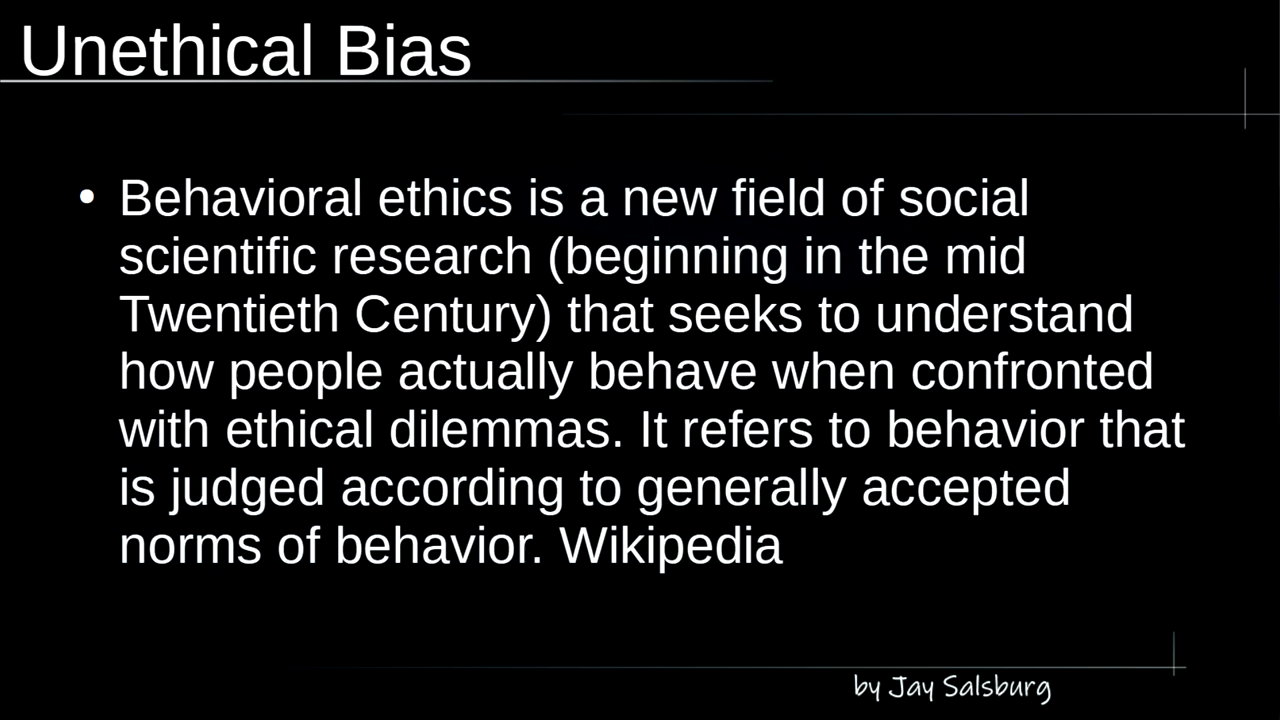 Unethical Bias
• Behavioral ethics is a new field of social
scientific research (beginning in the mid
Twentieth Century) that seeks to understand
how people actually behave when confronted
with ethical dilemmas. It refers to behavior that
is judged according to generally accepted
norms of behavior. Wikipedia
by Jay Salsburg